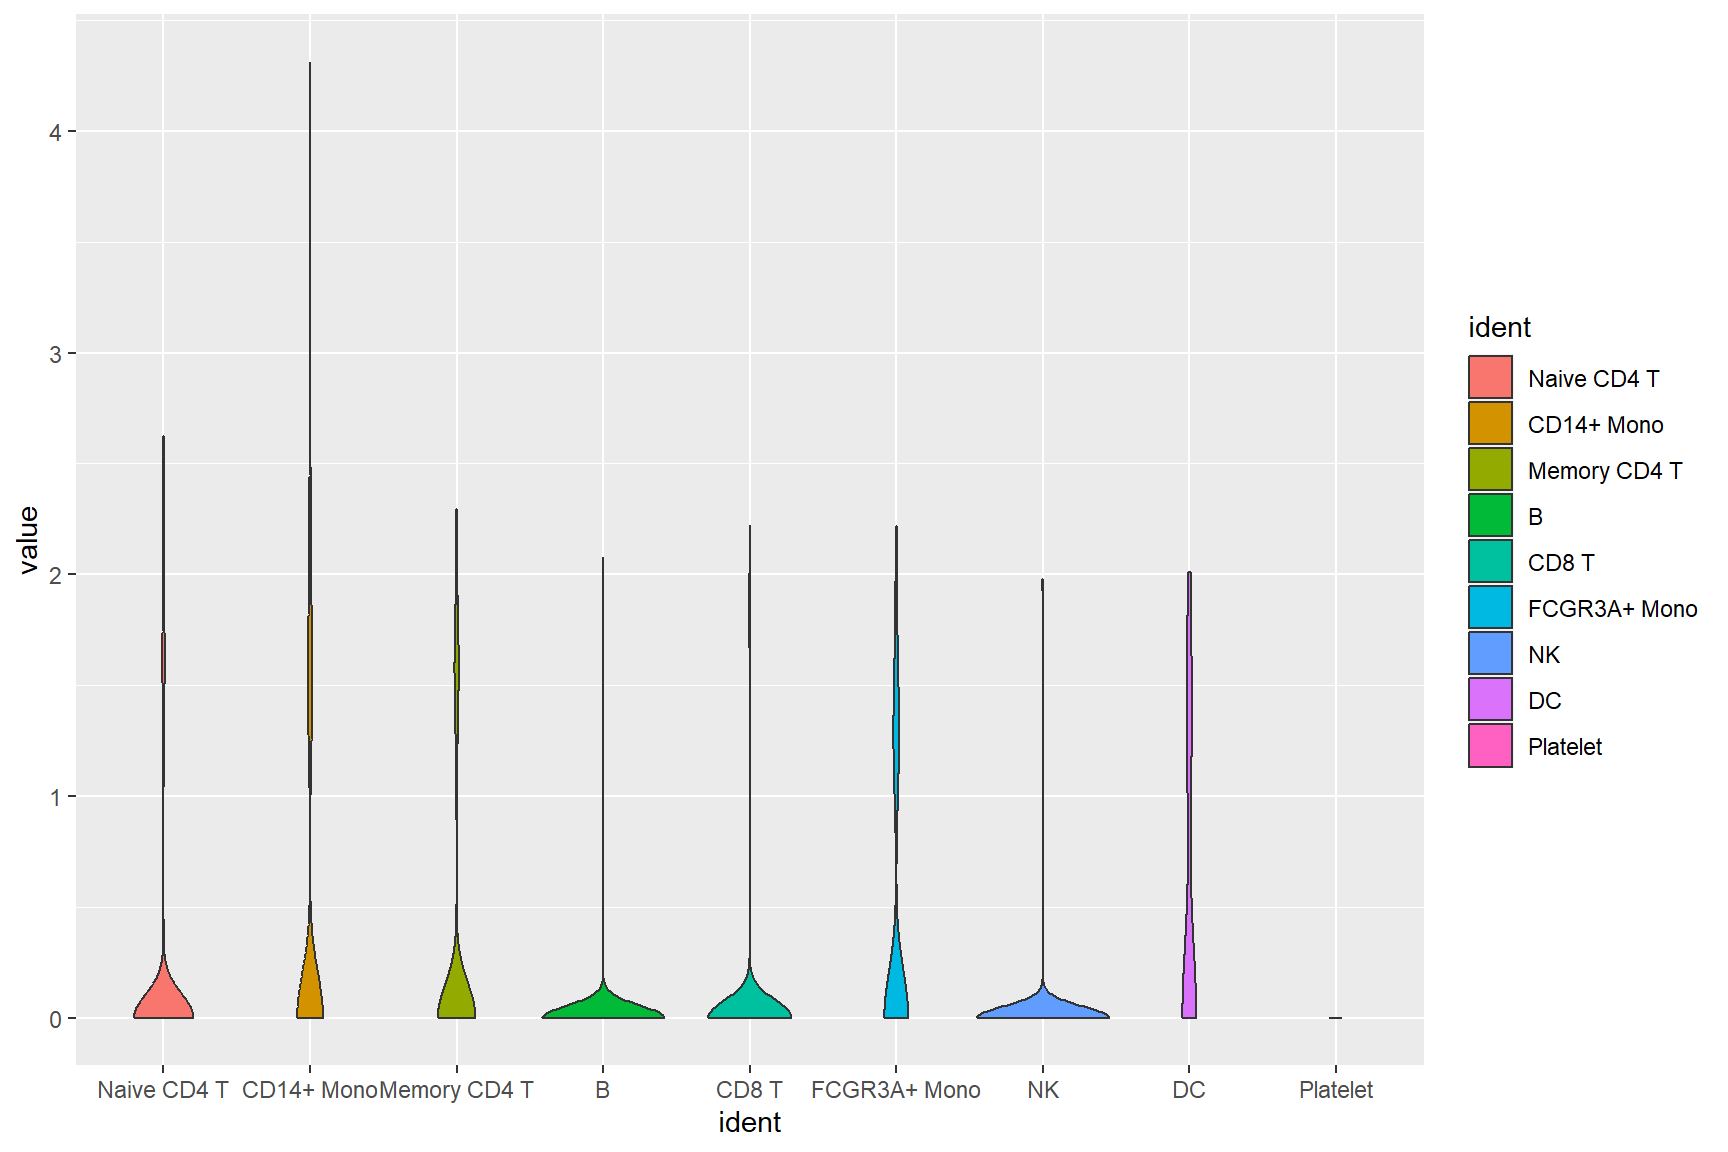 4
3
2
1
0
value
Naive CD4 T CD14+ Mono Memory CD4 T B CD8 T FCGR3A+ Mono NK DC Platelet
ident
ident
Naive CD4 T
CD14+ Mono
Memory CD4 T
B
CD8 T
FCGR3A+ Mono
NK
DC
Platelet